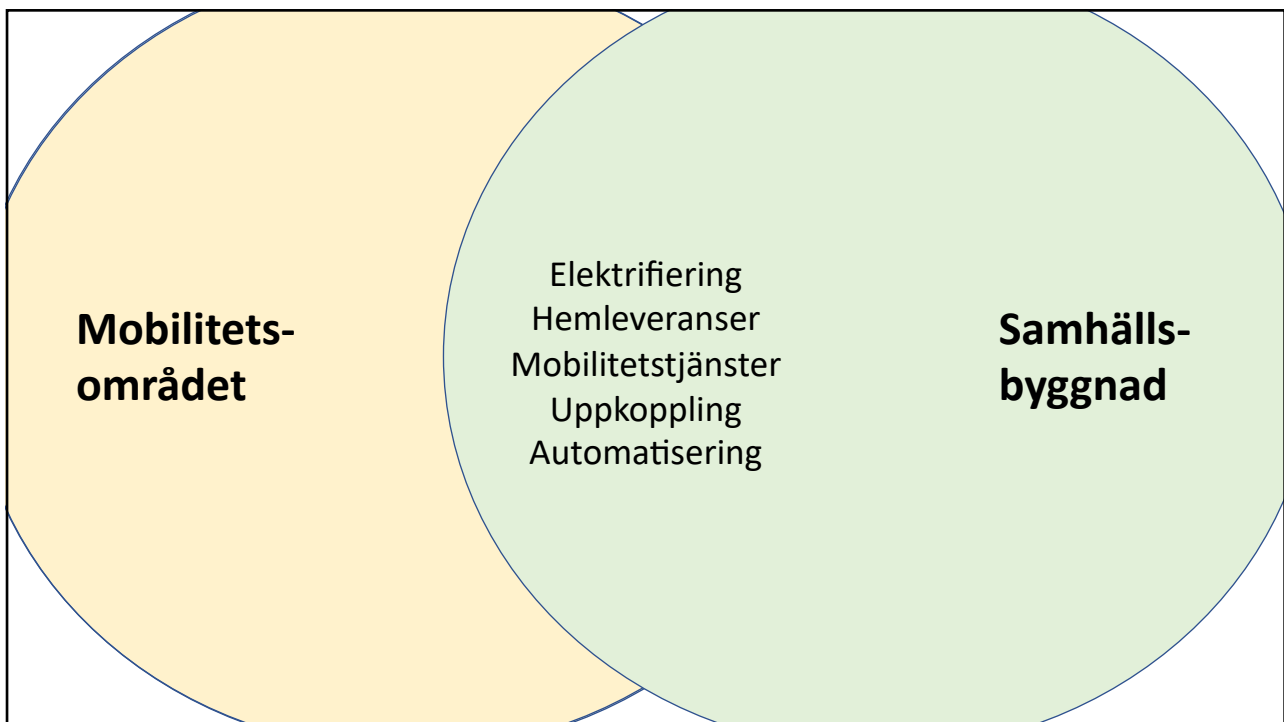 Mobilitets-
området
Elektrifiering
Hemleveranser
Mobilitetstjänster
Uppkoppling
Automatisering
Samhälls-
byggnad